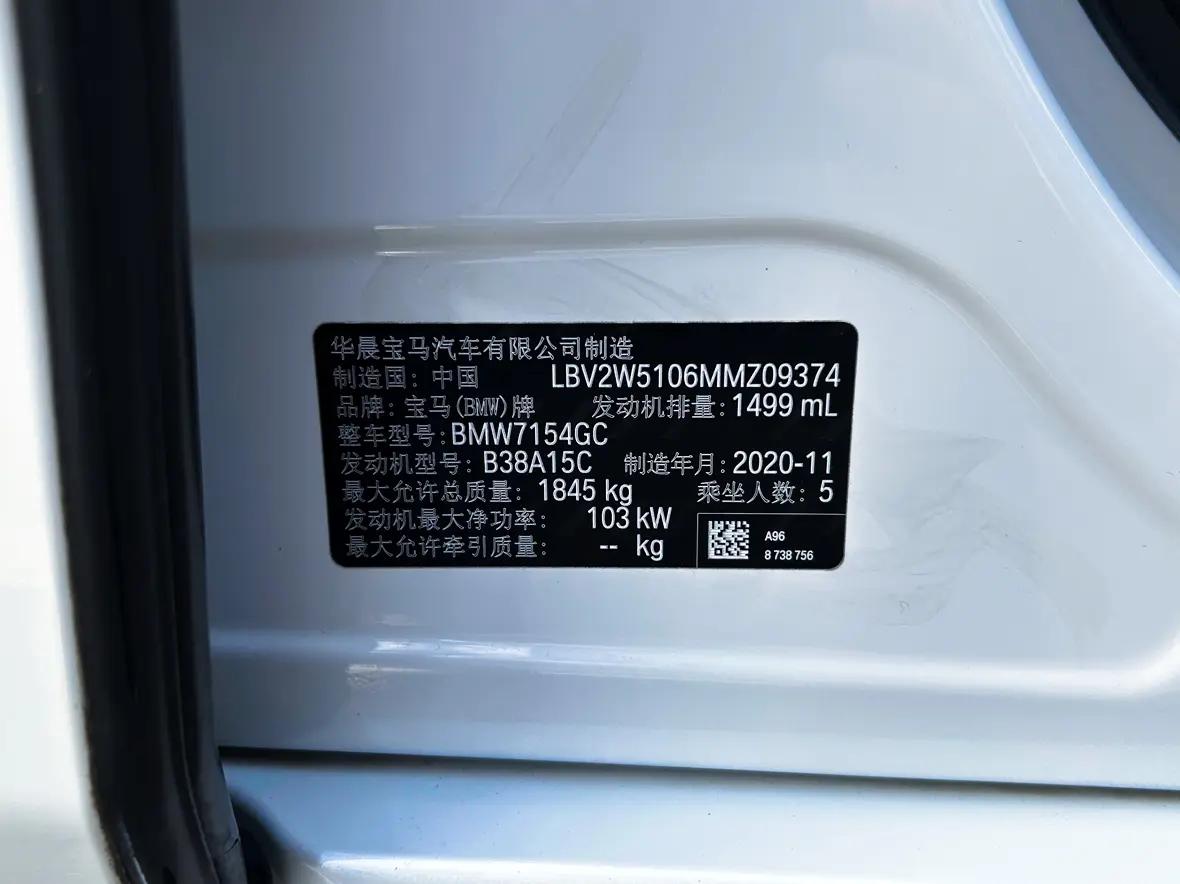 华晨宝马汽车有限公司制造
制造国：中国 LBV2W5106MMZ09374
品牌：宝马(BMW)牌 发动机排量：1499 mL
整车型号：BMW7154GC
发动机型号：B38A15C 制造年月：2020-11
最大允许总质量：1845 kg 乘坐人数：5
发动机最大净功率：103 kW
最大允许牵引质量：-- kg
A96
8 738 756